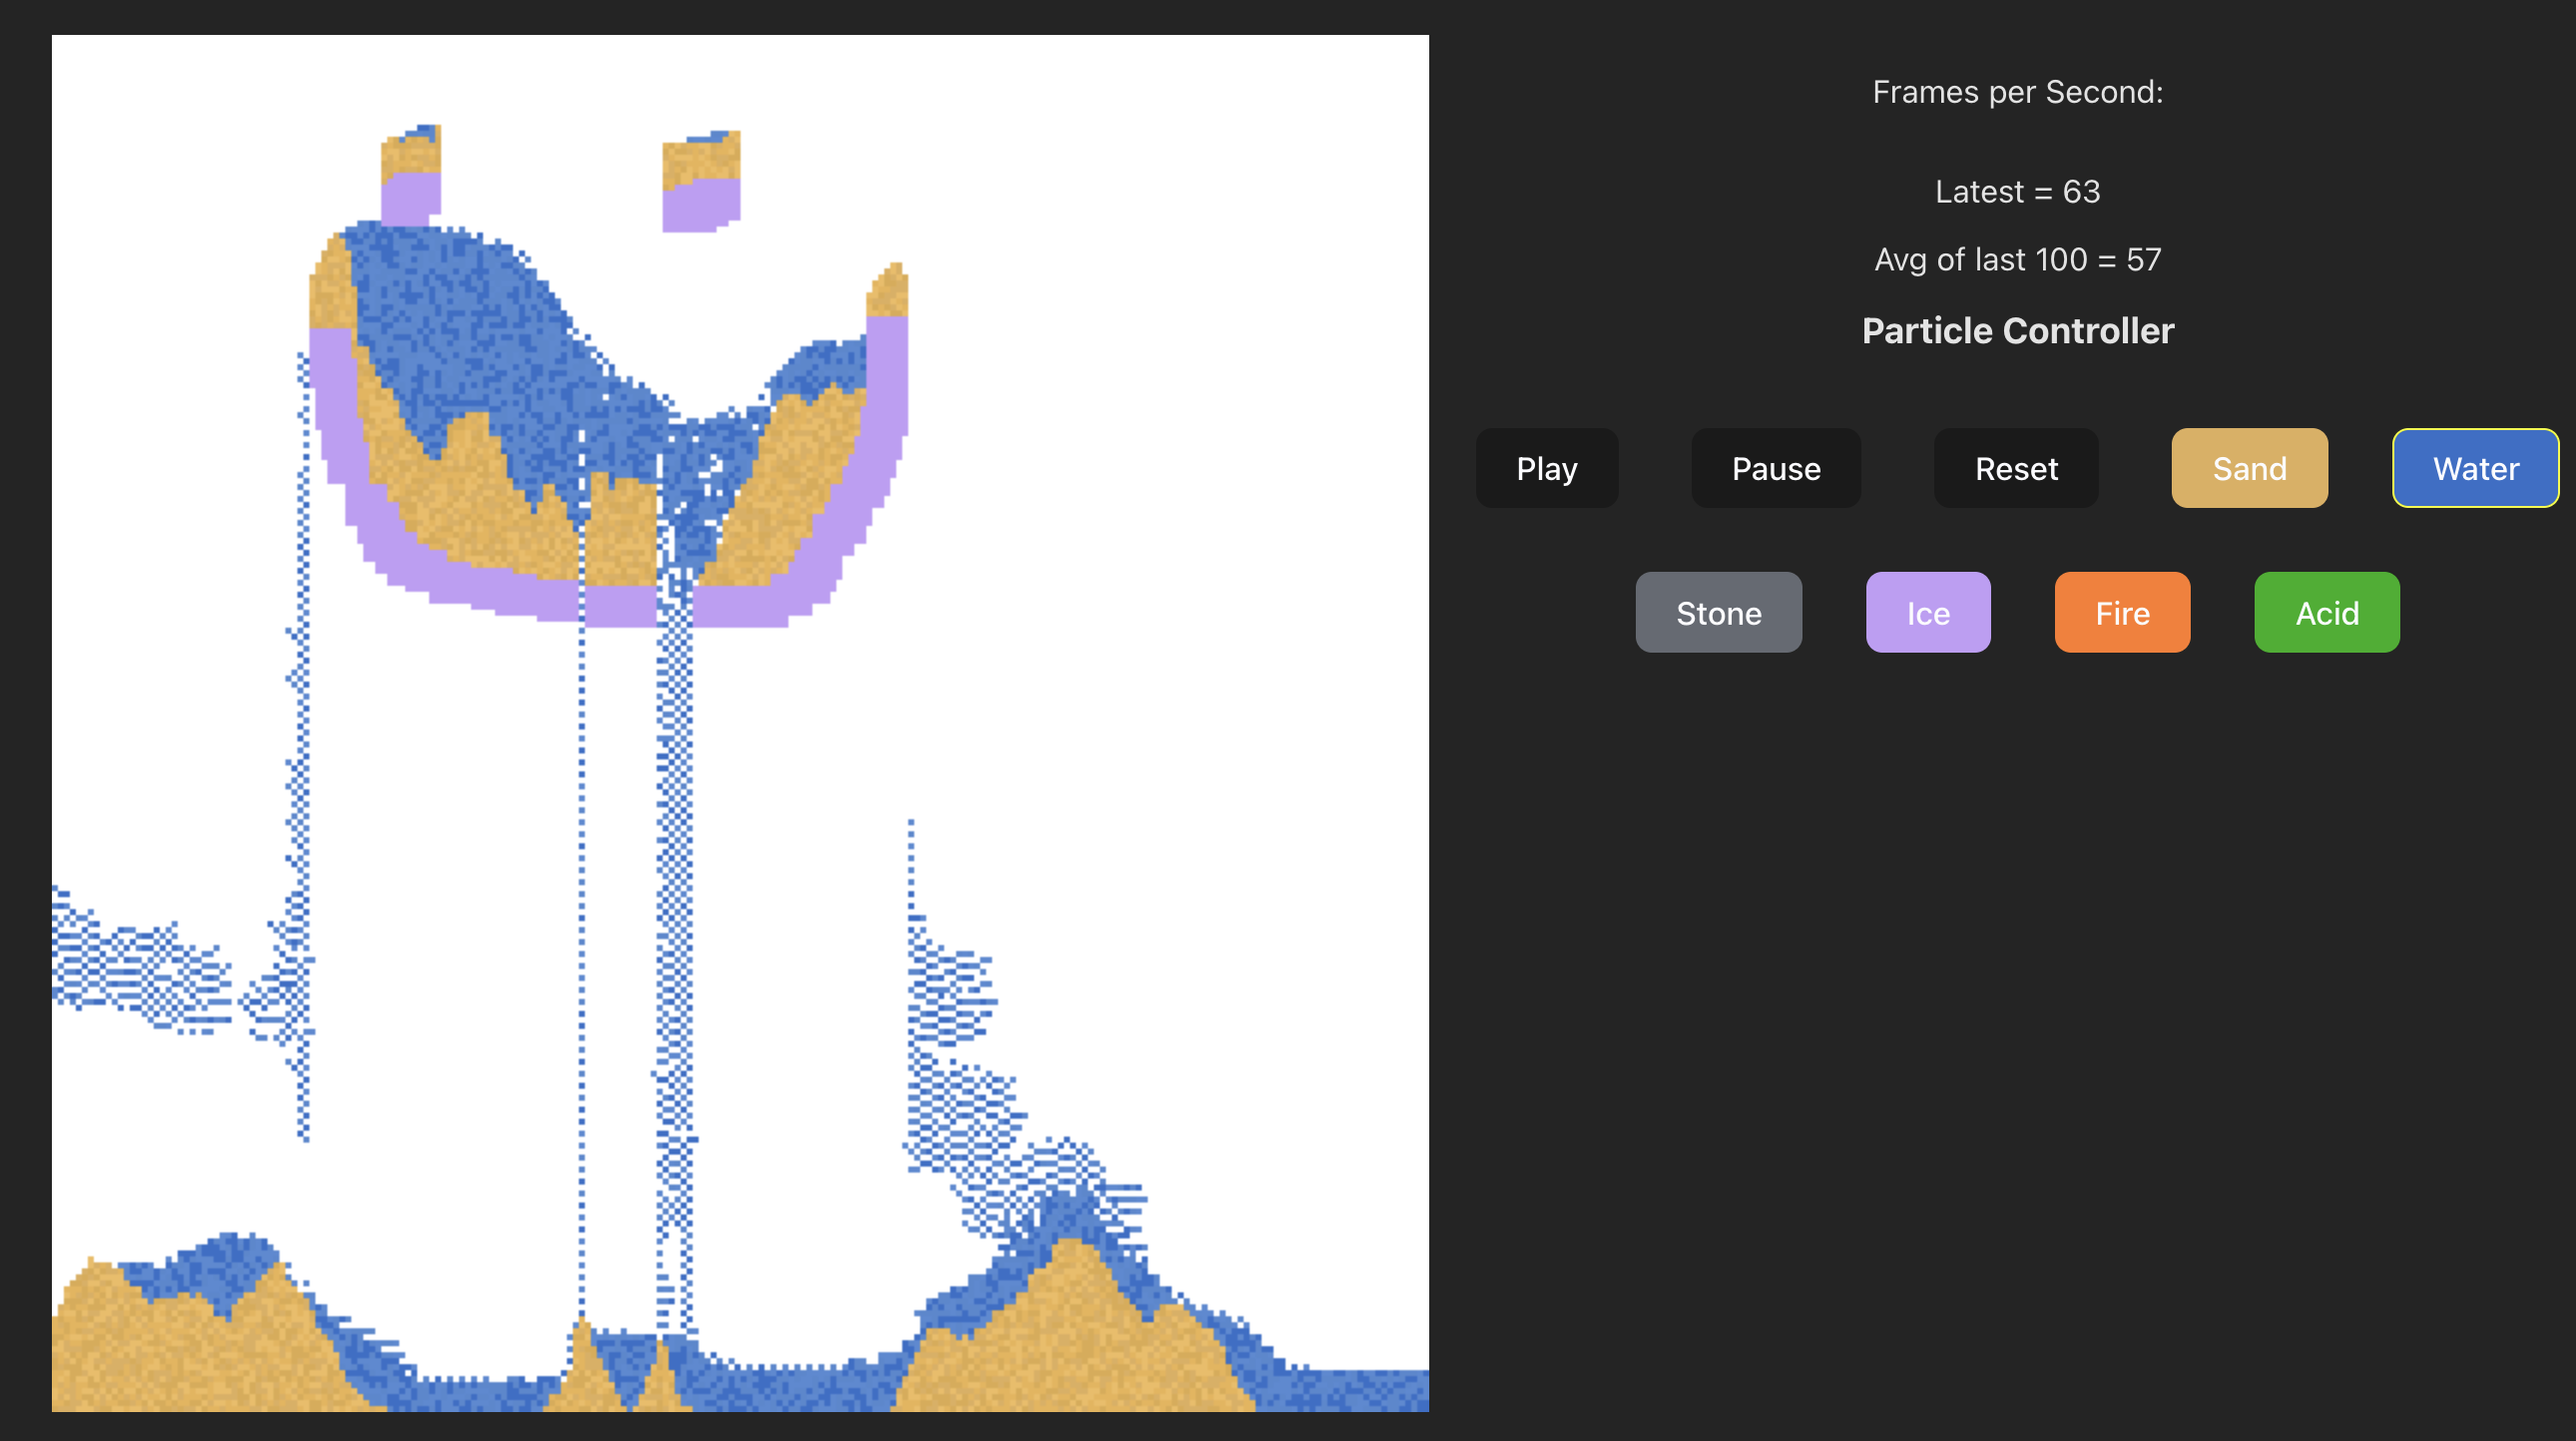 Frames per Second:
Latest = 63
Avg of last 100 = 57
Particle Controller
Play Pause Reset Sand Water
Stone Ice Fire Acid